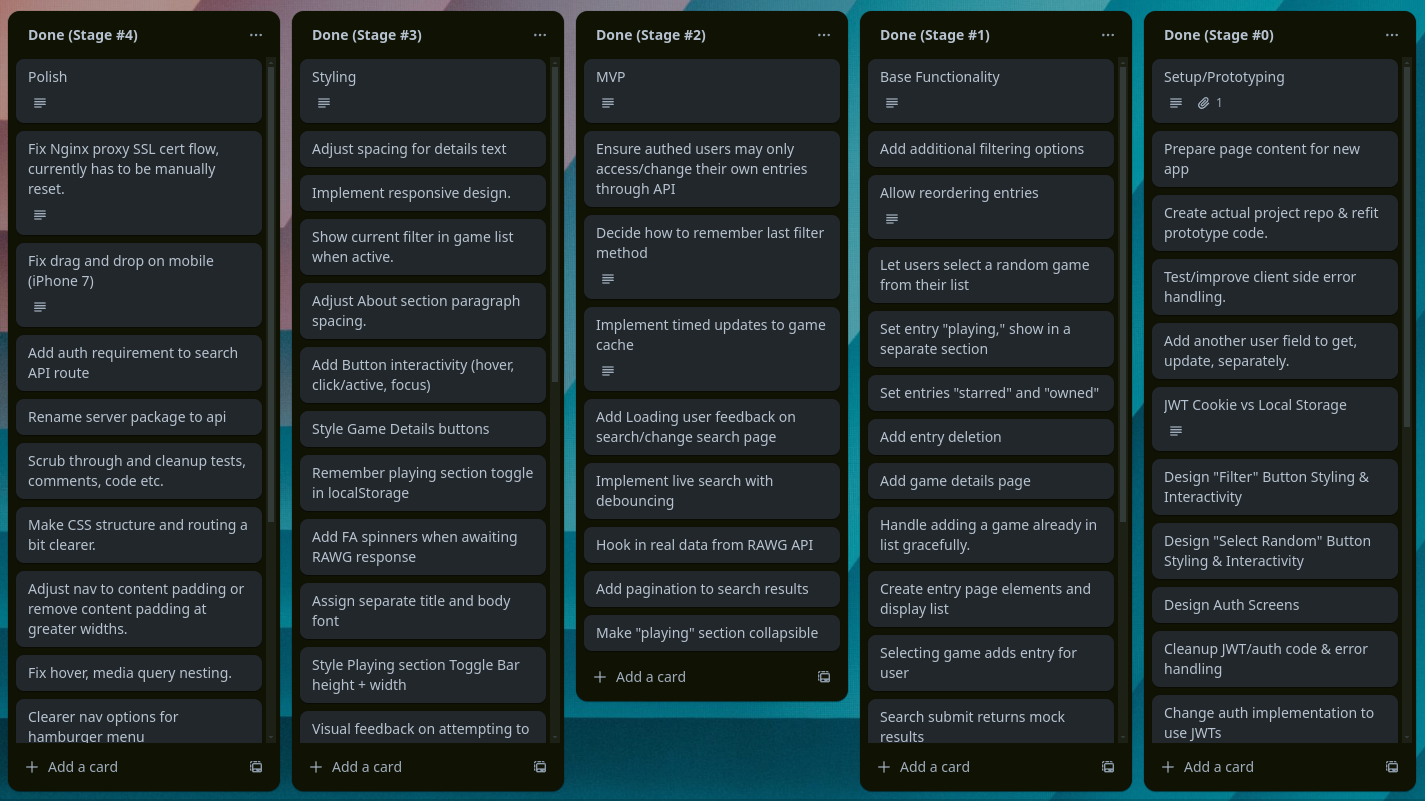 Done (Stage #4)
Polish
Fix Nginx proxy SSL cert flow,
currently has to be manually
reset.
Fix drag and drop on mobile
(iPhone 7)
Add auth requirement to search
API route
Rename server package to api
Scrub through and cleanup tests,
comments, code etc.
Make CSS structure and routing a
bit clearer.
Adjust nav to content padding or
remove content padding at
greater widths.
Fix hover, media query nesting.
Clearer nav options for
hamburger menu
Add a card
Done (Stage #3)
Styling
Adjust spacing for details text
Implement responsive design.
Show current filter in game list
when active.
Adjust About section paragraph
spacing.
Add Button interactivity (hover,
click/active, focus)
Style Game Details buttons
Remember playing section toggle
in localStorage
Add FA spinners when awaiting
RAWG response
Assign separate title and body
font
Style Playing section Toggle Bar
height + width
Visual feedback on attempting to
Add a card
Done (Stage #2)
MVP
Ensure authed users may only
access/change their own entries
through API
Decide how to remember last filter
method
Implement timed updates to game
cache
Add Loading user feedback on
search/change search page
Implement live search with
debouncing
Hook in real data from RAWG API
Add pagination to search results
Make "playing" section collapsible
Add a card
Done (Stage #1)
Base Functionality
Add additional filtering options
Allow reordering entries
Let users select a random game
from their list
Set entry "playing," show in a
separate section
Set entries "starred" and "owned"
Add entry deletion
Add game details page
Handle adding a game already in
list gracefully.
Create entry page elements and
display list
Selecting game adds entry for
user
Search submit returns mock
results
Add a card
Done (Stage #0)
Setup/Prototyping
1
Prepare page content for new
app
Create actual project repo & refit
prototype code.
Test/improve client side error
handling.
Add another user field to get,
update, separately.
JWT Cookie vs Local Storage
Design "Filter" Button Styling &
Interactivity
Design "Select Random" Button
Styling & Interactivity
Design Auth Screens
Cleanup JWT/auth code & error
handling
Change auth implementation to
use JWTs
Add a card